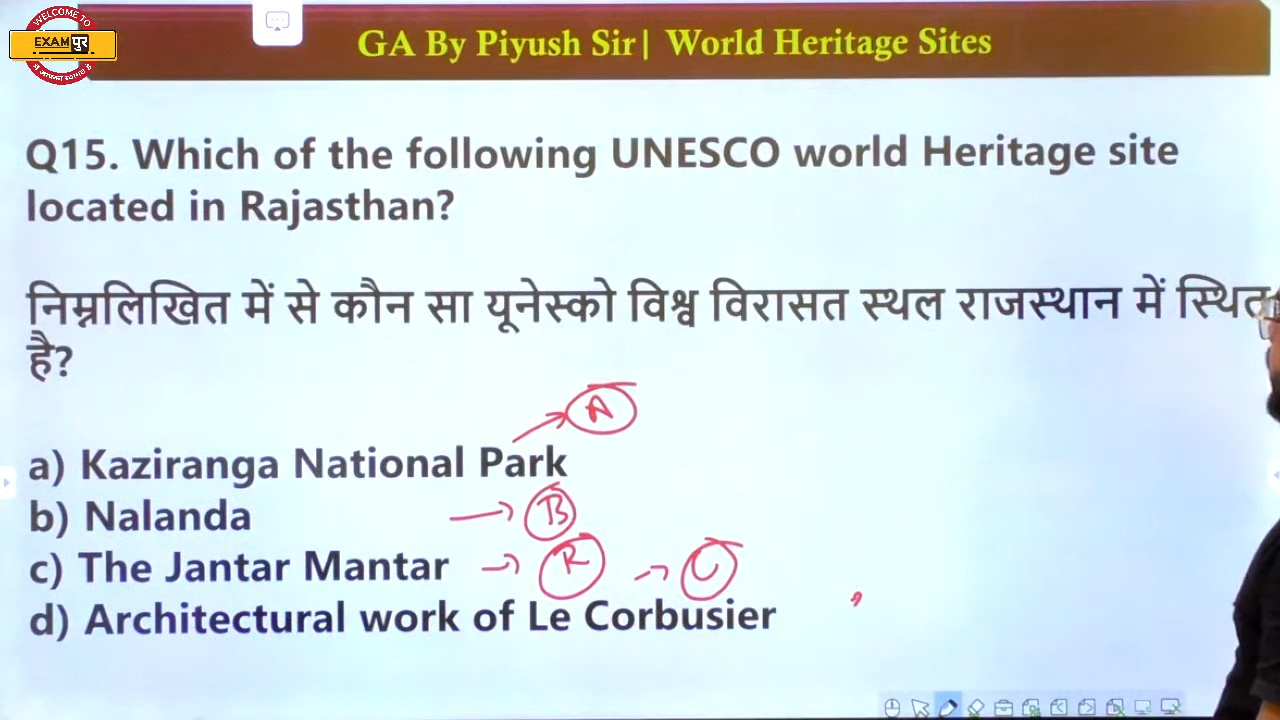 WELCOME TO
EXAMपुर
GA By Piyush Sir| World Heritage Sites
Q15. Which of the following UNESCO world Heritage site
located in Rajasthan?
निम्नलिखित में से कौन सा यूनेस्को विश्व विरासत स्थल राजस्थान में स्थित
है?
A
a) Kaziranga National Park
b) Nalanda B
c) The Jantar Mantar R
d) Architectural work of Le Corbusier